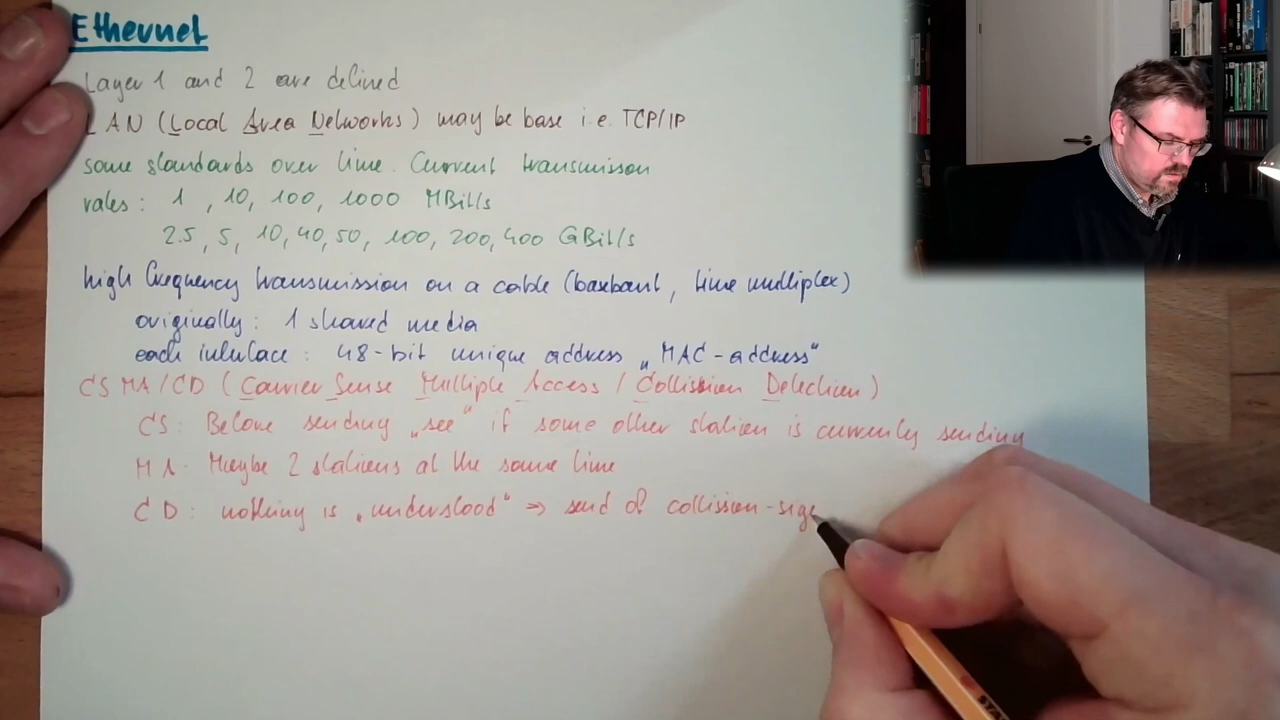 Ethernet
Layer 1 and 2 are defined
LAN (Local Area Networks) may be base i.e. TCP/IP
some standards over time. Current transmisson
rates: 1, 10, 100, 1000 MBit/s
2.5, 5, 10, 40, 50, 100, 200, 400 GBit/s
high frequency transmission on a cable (baseband, time multiplex)
originally: 1 shared media
each interface: 48-bit unique address „MAC-address"
CSMA/CD (Carrier Sense Multiple Access / Collission Detection)
CS: Before sending „see" if some other station is currently sending
MA: Maybe 2 stations at the same time
CD: nothing is „understood" ⇒ send of collission-sig